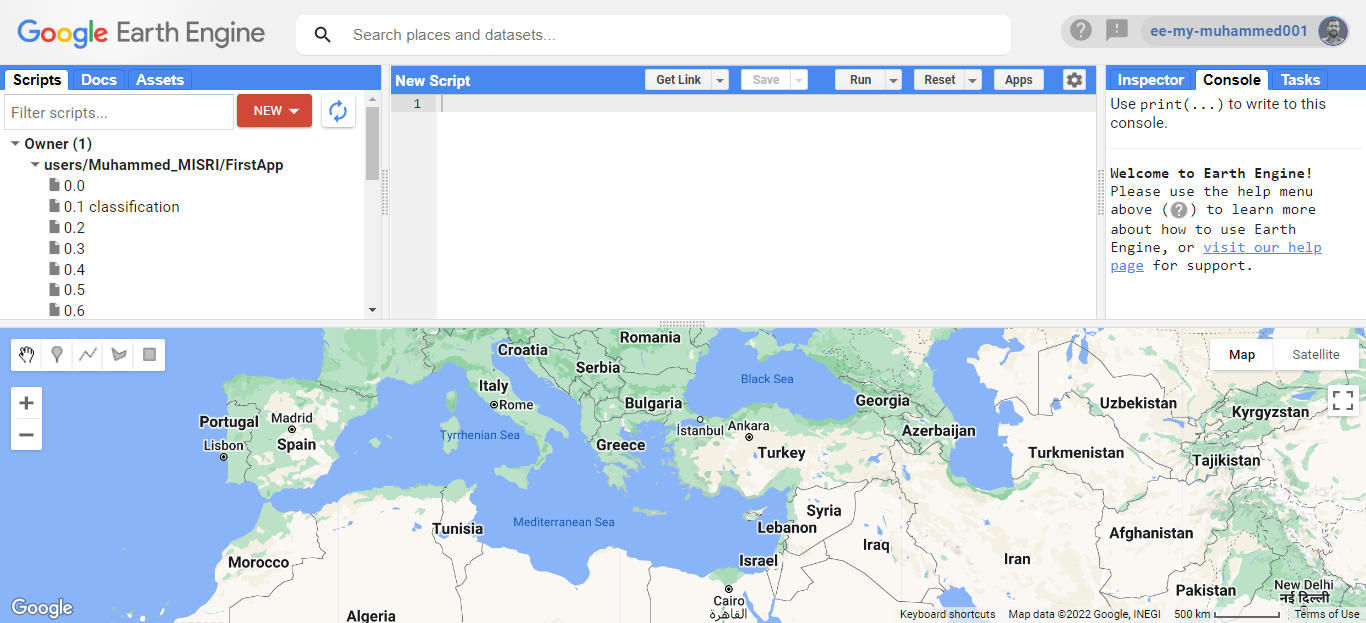 Google Earth Engine
Search places and datasets...
ee-my-muhammed001
Scripts Docs Assets
Filter scripts...
NEW
Owner (1)
users/Muhammed_MISRI/FirstApp
0.0
0.1 classification
0.2
0.3
0.4
0.5
0.6
New Script
Get Link
Save
Run
Reset
Apps
1
Inspector Console Tasks
Use print(...) to write to this
console.
Welcome to Earth Engine!
Please use the help menu
above (?) to learn more
about how to use Earth
Engine, or visit our help
page for support.
Map Satellite
Romania
Croatia
Serbia
Black Sea
Italy
Rome
Bulgaria
Georgia
Uzbekistan
Kyrgyzstan
Portugal
Madrid
İstanbul
Ankara
Azerbaijan
Tyrrhenian Sea
Lisbon
Spain
Greece
Turkey
Turkmenistan
Tajikistan
Syria
Mediterranean Sea
Tunisia
Lebanon
Afghanistan
Iraq
Morocco
Israel
Iran
Pakistan
New Delhi
नई दिल्ली
Cairo
القاهرة
Algeria
Google
Keyboard shortcuts
Map data ©2022 Google, INEGI
500 km
Terms of Use